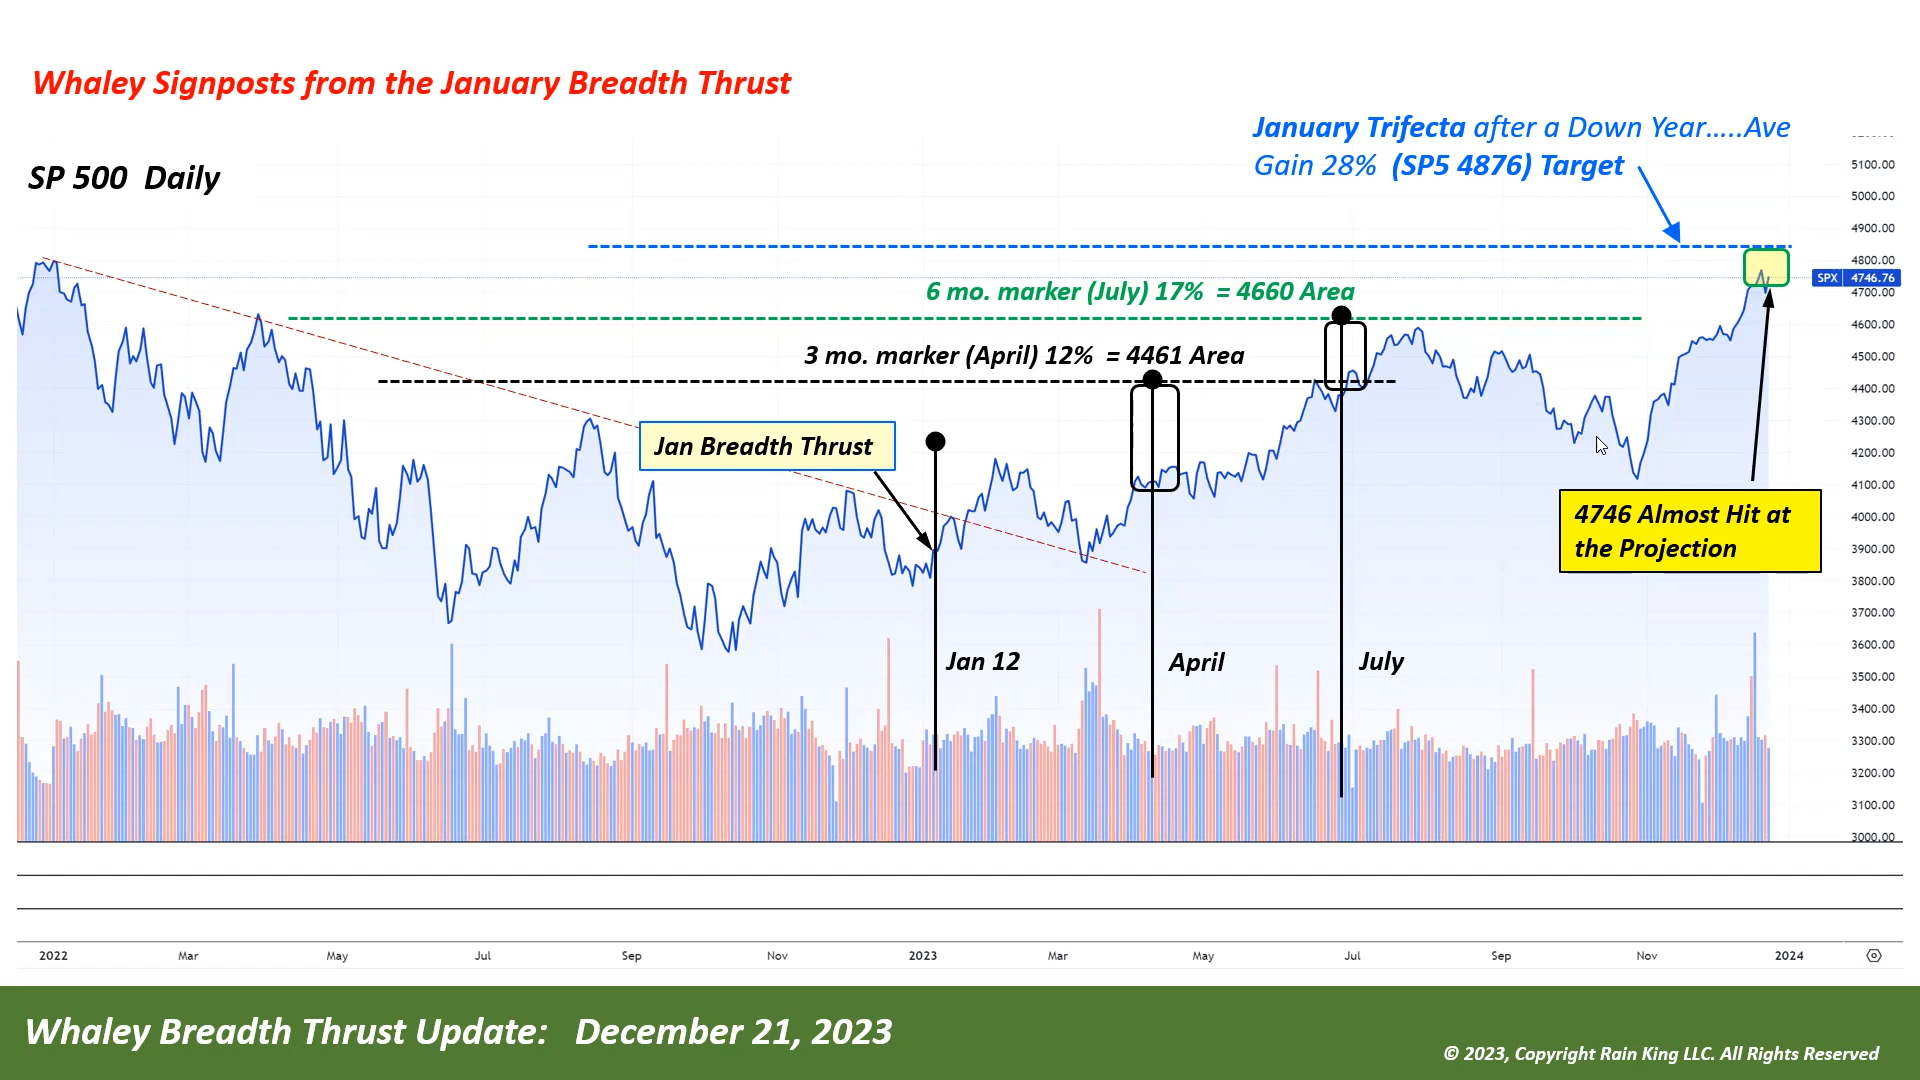 Whaley Signposts from the January Breadth Thrust
January Trifecta after a Down Year.....Ave
Gain 28% (SP5 4876) Target
SP 500 Daily
5100.00
5000.00
4900.00
4800.00
SPX 4746.76
4700.00
6 mo. marker (July) 17% = 4660 Area
4600.00
3 mo. marker (April) 12% = 4461 Area
4500.00
4400.00
4300.00
Jan Breadth Thrust
4200.00
4100.00
4746 Almost Hit at
the Projection
4000.00
3900.00
3800.00
3700.00
3600.00
Jan 12
April
July
3500.00
3400.00
3300.00
3200.00
3100.00
3000.00
2022 Mar May Jul Sep Nov 2023 Mar May Jul Sep Nov 2024
Whaley Breadth Thrust Update: December 21, 2023
© 2023, Copyright Rain King LLC. All Rights Reserved